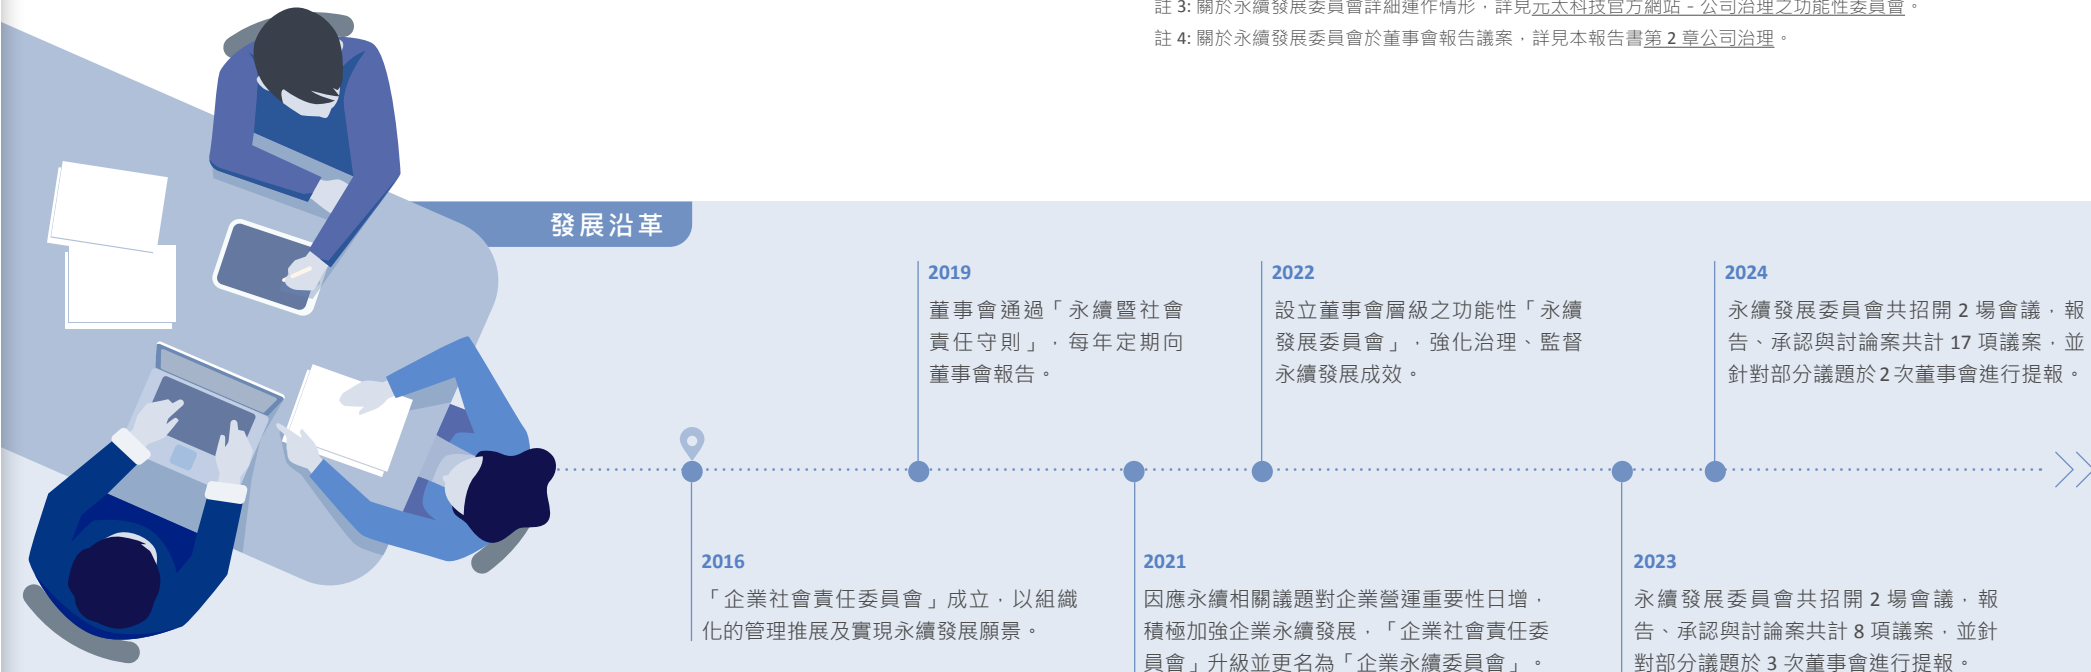 註 3: 關於永續發展委員會詳細運作情形，詳見元太科技官方網站 - 公司治理之功能性委員會。
註 4: 關於永續發展委員會於董事會報告議案，詳見本報告書第 2 章公司治理。
發展沿革
2016
「企業社會責任委員會」成立，以組織
化的管理推展及實現永續發展願景。
2019
董事會通過「永續暨社會
責任守則」，每年定期向
董事會報告。
2021
因應永續相關議題對企業營運重要性日增，
積極加強企業永續發展，「企業社會責任委
員會」升級並更名為「企業永續委員會」。
2022
設立董事會層級之功能性「永續
發展委員會」，強化治理、監督
永續發展成效。
2023
永續發展委員會共招開 2 場會議，報
告、承認與討論案共計 8 項議案，並針
對部分議題於 3 次董事會進行提報。
2024
永續發展委員會共招開 2 場會議，報
告、承認與討論案共計 17 項議案，並
針對部分議題於 2 次董事會進行提報。